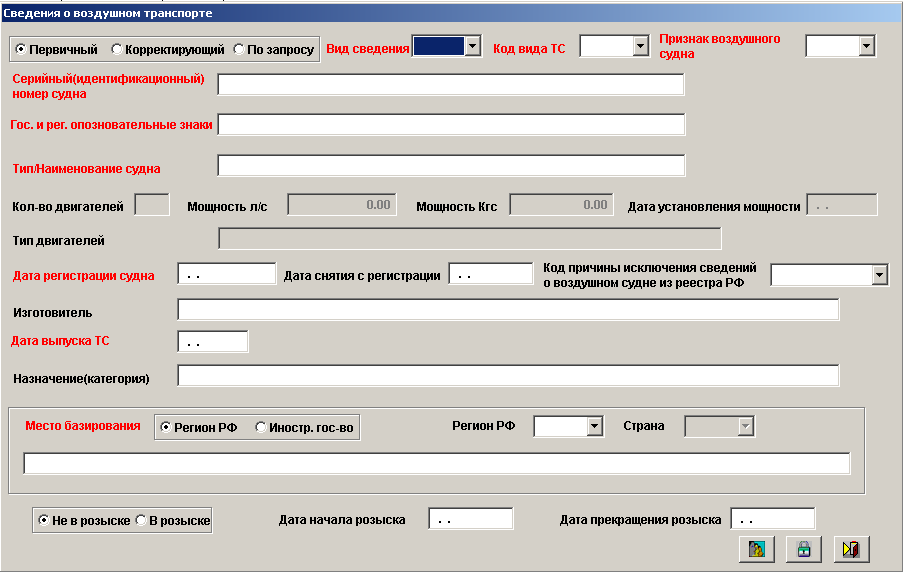 Сведения о воздушном транспорте
Первичный Корректирующий По запросу Вид сведения Код вида ТС Признак воздушного
судна
Серийный(идентификационный)
номер судна
Гос. и рег. опозновательные знаки
Тип/Наименование судна
Кол-во двигателей Мощность л/с 0.00 Мощность Кгс 0.00 Дата установления мощности . .
Тип двигателей
Дата регистрации судна . . Дата снятия с регистрации . . Код причины исключения сведений
о воздушном судне из реестра РФ
Изготовитель
Дата выпуска ТС . .
Назначение(категория)
Место базирования Регион РФ Иностр. гос-во Регион РФ Страна
Не в розыске В розыске Дата начала розыска . . Дата прекращения розыска . .